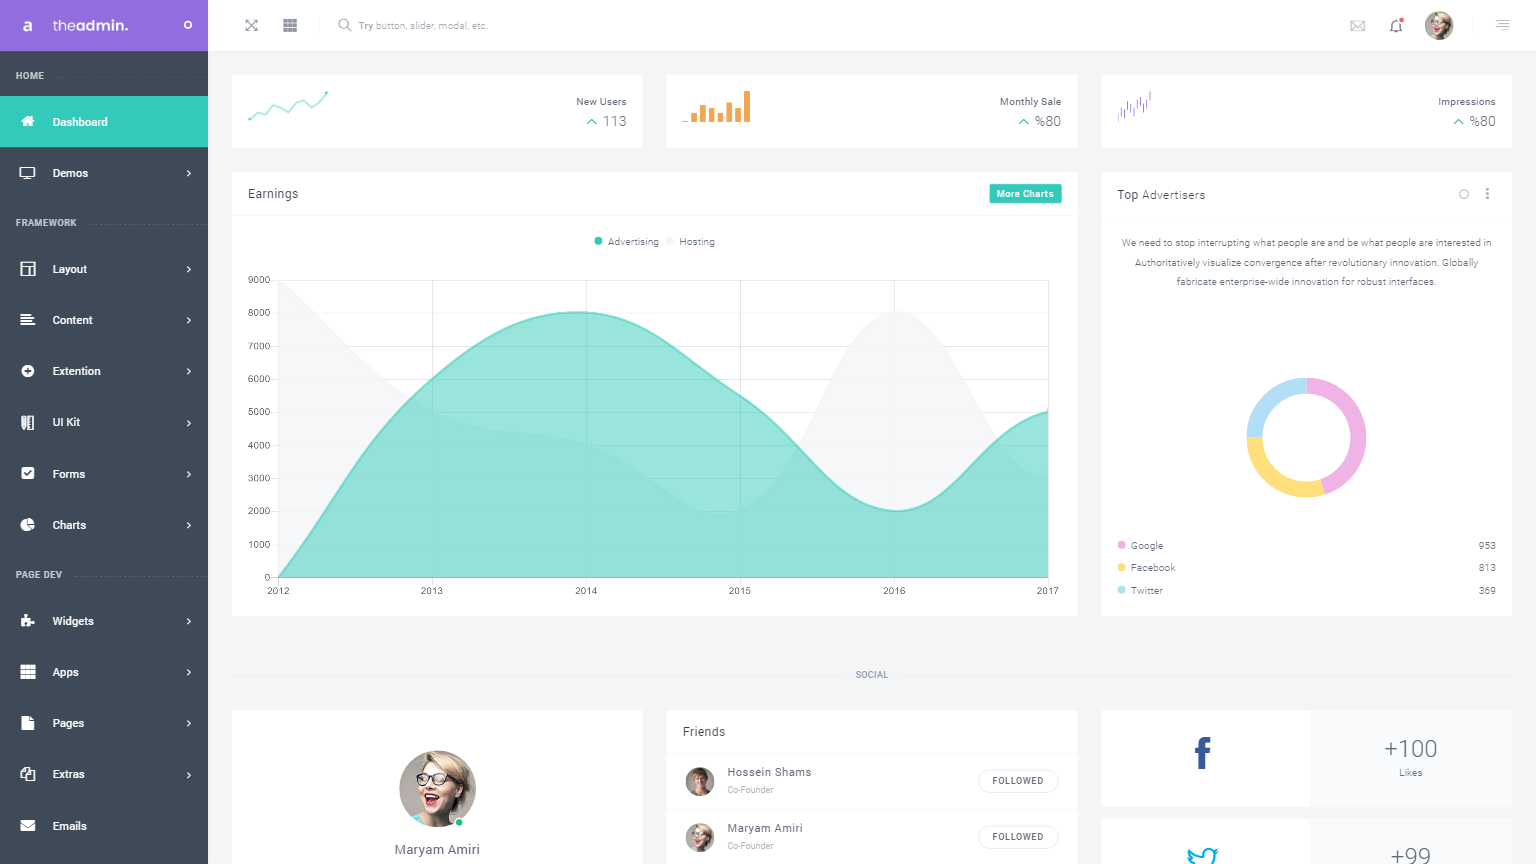 a theadmin.
Try button, slider, modal, etc.
HOME
Dashboard
Demos
FRAMEWORK
Layout
Content
Extention
UI Kit
Forms
Charts
PAGE DEV
Widgets
Apps
Pages
Extras
Emails
New Users
113
Monthly Sale
%80
Impressions
%80
Earnings
More Charts
Advertising
Hosting
9000
8000
7000
6000
5000
4000
3000
2000
1000
0
2012 2013 2014 2015 2016 2017
Top Advertisers
We need to stop interrupting what people are and be what people are interested in
Authoritatively visualize convergence after revolutionary innovation. Globally
fabricate enterprise-wide innovation for robust interfaces.
Google 953
Facebook 813
Twitter 369
SOCIAL
Maryam Amiri
Friends
Hossein Shams
Co-Founder
FOLLOWED
Maryam Amiri
Co-Founder
FOLLOWED
+100
Likes
+99